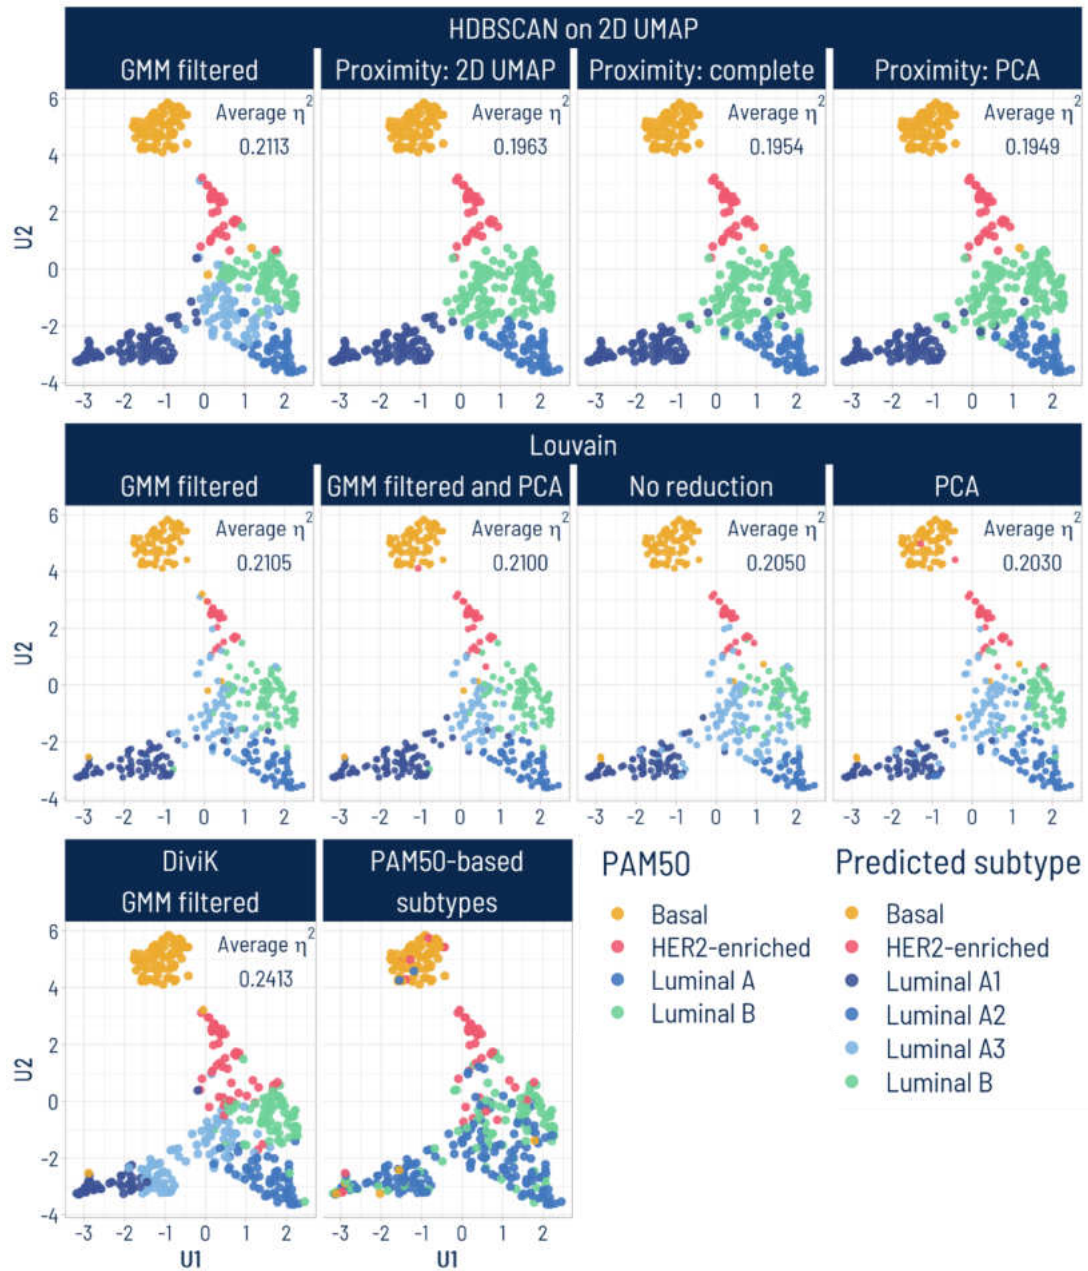 HDBSCAN on 2D UMAP
GMM filtered Proximity: 2D UMAP Proximity: complete Proximity: PCA
Average η² Average η² Average η² Average η²
0.2113 0.1963 0.1954 0.1949
6
4
2
0
-2
-4
U2
-3 -2 -1 0 1 2 -3 -2 -1 0 1 2 -3 -2 -1 0 1 2 -3 -2 -1 0 1 2
Louvain
GMM filtered GMM filtered and PCA No reduction PCA
Average η² Average η² Average η² Average η²
0.2105 0.2100 0.2050 0.2030
6
4
2
0
-2
-4
U2
-3 -2 -1 0 1 2 -3 -2 -1 0 1 2 -3 -2 -1 0 1 2 -3 -2 -1 0 1 2
DiviK
GMM filtered
PAM50-based
subtypes
Average η²
0.2413
6
4
2
0
-2
-4
U2
-3 -2 -1 0 1 2 -3 -2 -1 0 1 2
U1 U1
PAM50
Basal
HER2-enriched
Luminal A
Luminal B
Predicted subtype
Basal
HER2-enriched
Luminal A1
Luminal A2
Luminal A3
Luminal B